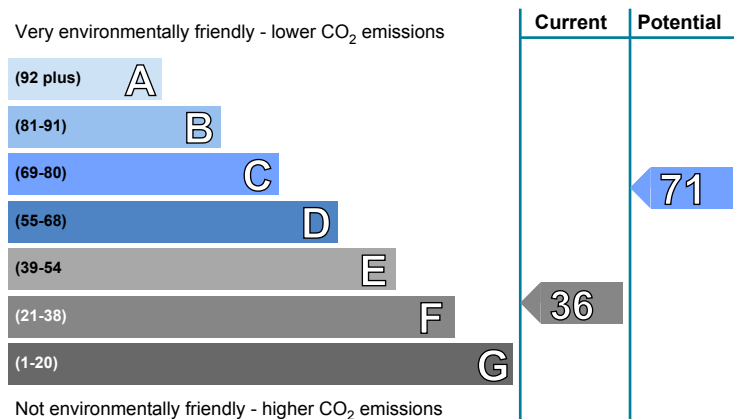 Current Potential
Very environmentally friendly - lower CO₂ emissions
(92 plus) A
(81-91) B
(69-80) C
71
(55-68) D
(39-54 E
36
(21-38) F
(1-20) G
Not environmentally friendly - higher CO₂ emissions